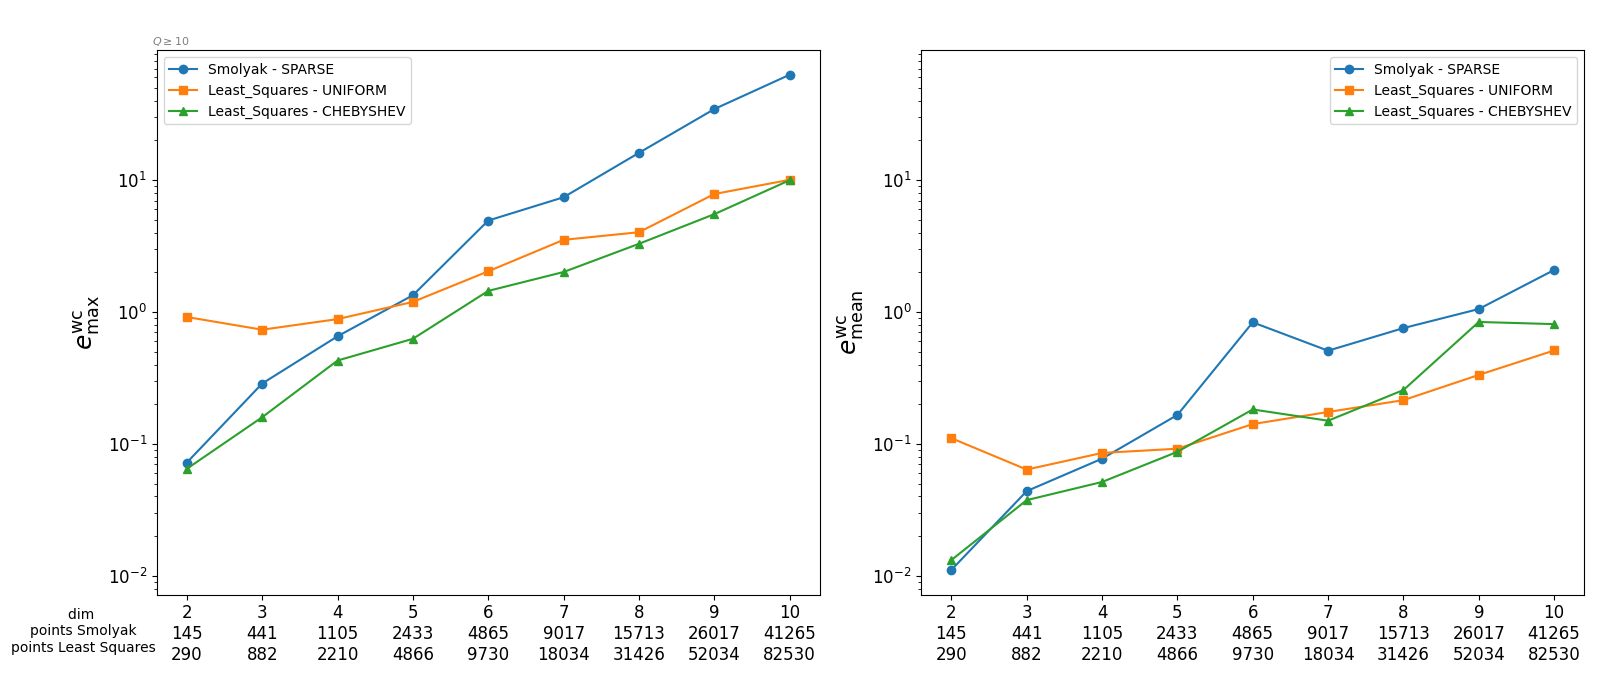 Q ≥ 10
Smolyak - SPARSE
Least_Squares - UNIFORM
Least_Squares - CHEBYSHEV
10¹
10⁰
10⁻¹
10⁻²
e^wc_max
dim 2 3 4 5 6 7 8 9 10
points Smolyak 145 441 1105 2433 4865 9017 15713 26017 41265
points Least Squares 290 882 2210 4866 9730 18034 31426 52034 82530
Smolyak - SPARSE
Least_Squares - UNIFORM
Least_Squares - CHEBYSHEV
10¹
10⁰
10⁻¹
10⁻²
e^wc_mean
2 3 4 5 6 7 8 9 10
145 441 1105 2433 4865 9017 15713 26017 41265
290 882 2210 4866 9730 18034 31426 52034 82530